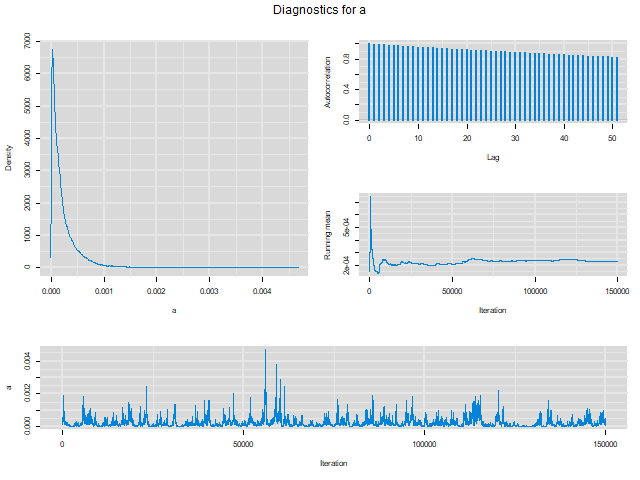 Diagnostics for a
Density
0 1000 2000 3000 4000 5000 6000 7000
0.000 0.001 0.002 0.003 0.004
a
Autocorrelation
0.0 0.4 0.8
0 10 20 30 40 50
Lag
Running mean
2e-04 5e-04
0 50000 100000 150000
Iteration
a
0.000 0.002 0.004
0 50000 100000 150000
Iteration